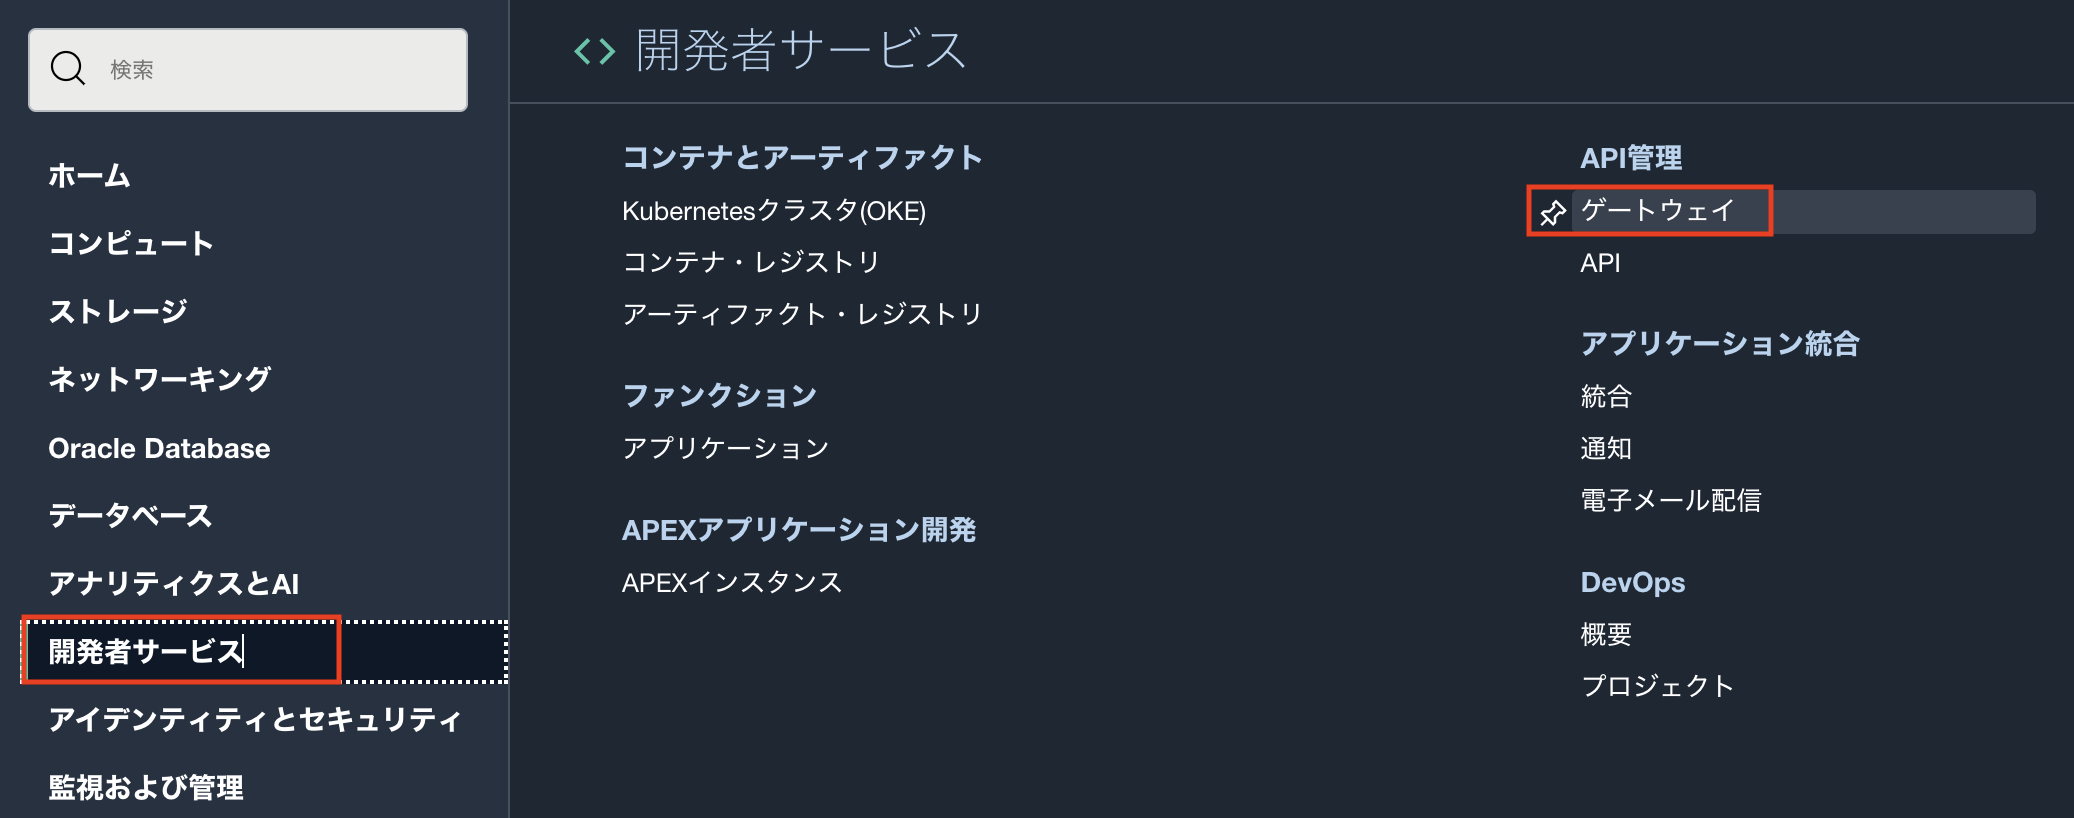 検索
ホーム
コンピュート
ストレージ
ネットワーキング
Oracle Database
データベース
アナリティクスとAI
開発者サービス
アイデンティティとセキュリティ
監視および管理
開発者サービス
コンテナとアーティファクト
Kubernetesクラスタ(OKE)
コンテナ・レジストリ
アーティファクト・レジストリ
ファンクション
アプリケーション
APEXアプリケーション開発
APEXインスタンス
API管理
ゲートウェイ
API
アプリケーション統合
統合
通知
電子メール配信
DevOps
概要
プロジェクト